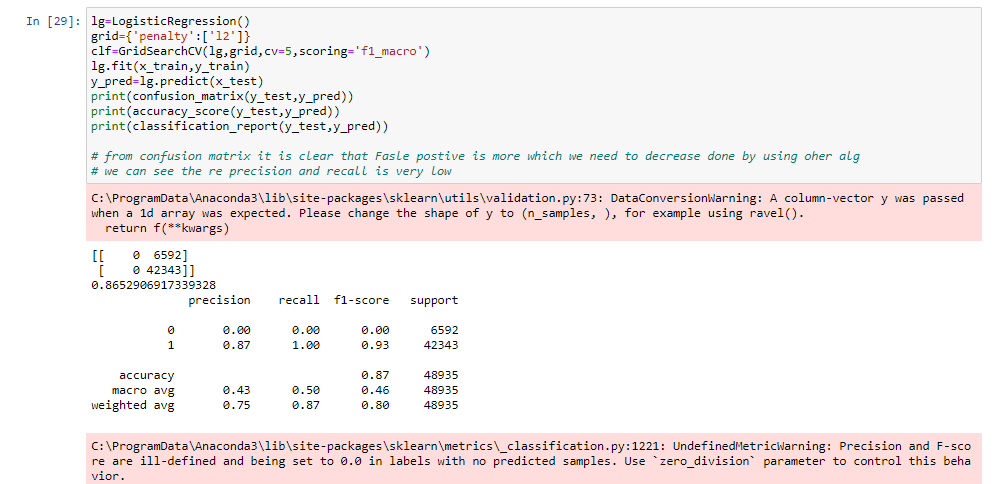 In [29]: lg=LogisticRegression()
grid={'penalty':['l2']}
clf=GridSearchCV(lg,grid,cv=5,scoring='f1_macro')
lg.fit(x_train,y_train)
y_pred=lg.predict(x_test)
print(confusion_matrix(y_test,y_pred))
print(accuracy_score(y_test,y_pred))
print(classification_report(y_test,y_pred))
# from confusion matrix it is clear that Fasle postive is more which we need to decrease done by using oher alg
# we can see the re precision and recall is very low
C:\ProgramData\Anaconda3\lib\site-packages\sklearn\utils\validation.py:73: DataConversionWarning: A column-vector y was passed
when a 1d array was expected. Please change the shape of y to (n_samples, ), for example using ravel().
return f(**kwargs)
[[    0  6592]
[    0 42343]]
0.8652906917339328
precision    recall  f1-score   support
0       0.00      0.00      0.00      6592
1       0.87      1.00      0.93     42343
accuracy                           0.87     48935
macro avg       0.43      0.50      0.46     48935
weighted avg       0.75      0.87      0.80     48935
C:\ProgramData\Anaconda3\lib\site-packages\sklearn\metrics\_classification.py:1221: UndefinedMetricWarning: Precision and F-sco
re are ill-defined and being set to 0.0 in labels with no predicted samples. Use `zero_division` parameter to control this beha
vior.